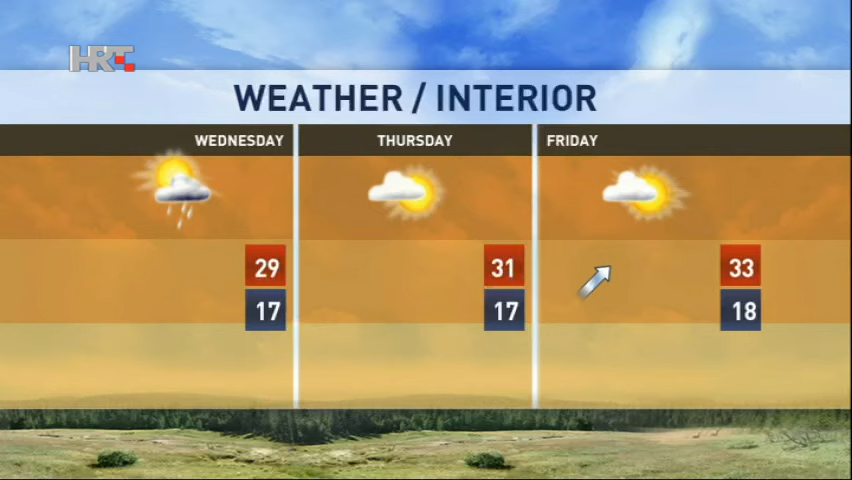 HRT
WEATHER / INTERIOR
WEDNESDAY
THURSDAY
FRIDAY
29
31
33
17
17
18